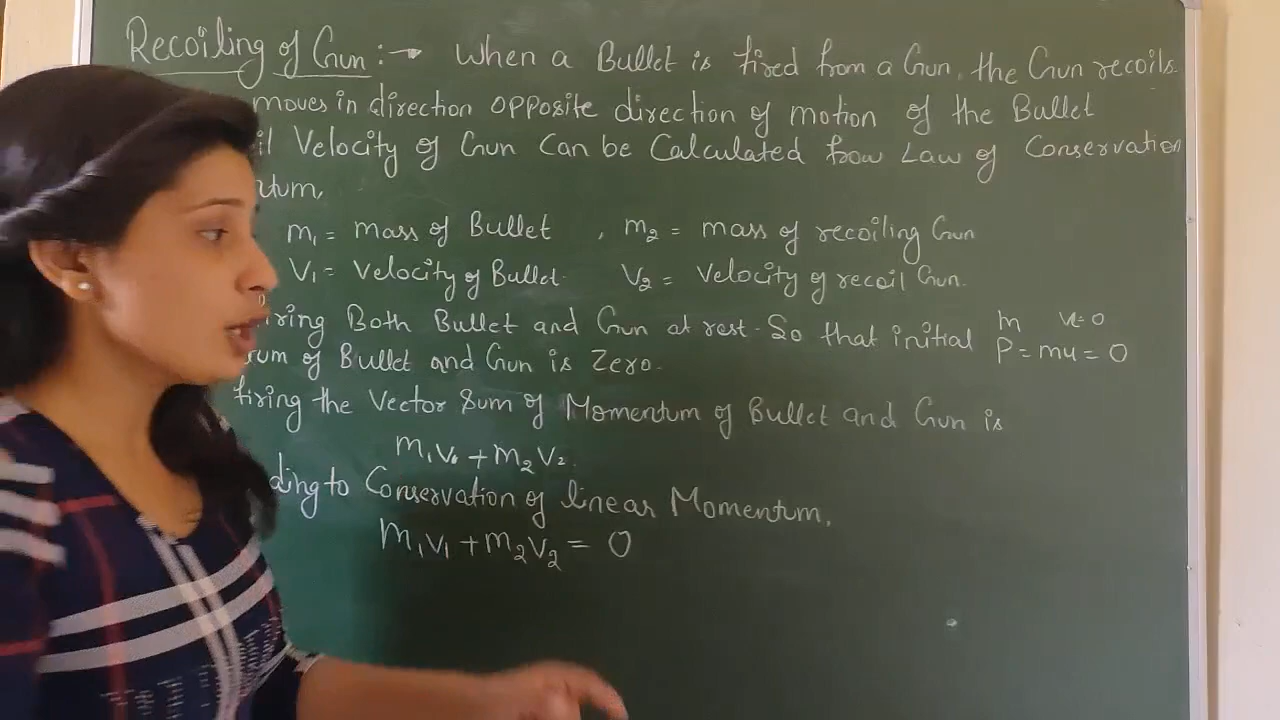 Recoiling of Gun :→ When a Bullet is fired from a Gun, the Gun recoils
moves in direction opposite direction of motion of the Bullet
il Velocity of Gun Can be Calculated from Law of Conservation
ntum,
m₁ = mass of Bullet , m₂ = mass of recoiling Gun
V₁ = Velocity of Bullet. V₂ = Velocity of recoil Gun.
iring Both Bullet and Gun at rest. So that initial
m u=0
P = mu = 0
tum of Bullet and Gun is Zero.
firing the Vector Sum of Momentum of Bullet and Gun is
m₁v₁ + m₂v₂.
ding to Conservation of linear Momentum,
m₁v₁ + m₂v₂ = 0